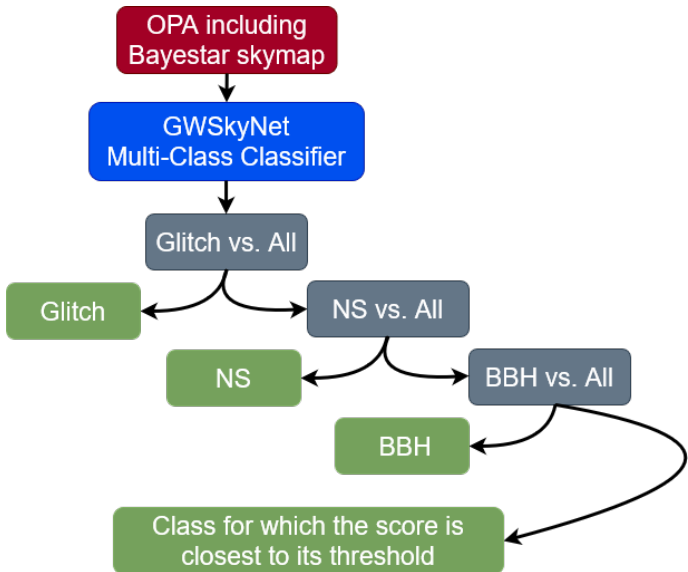 OPA including
Bayestar skymap
GWSkyNet
Multi-Class Classifier
Glitch vs. All
Glitch
NS vs. All
NS
BBH vs. All
BBH
Class for which the score is
closest to its threshold